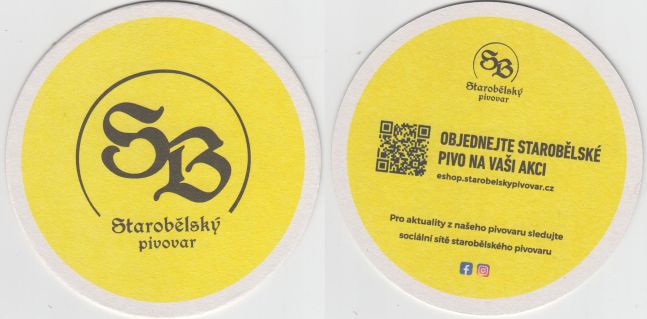 SB
Starobělský
pivovar
SB
Starobělský
pivovar
OBJEDNEJTE STAROBĚLSKÉ
PIVO NA VAŠI AKCI
eshop.starobelskypivovar.cz
Pro aktuality z našeho pivovaru sledujte
sociální sítě starobělského pivovaru